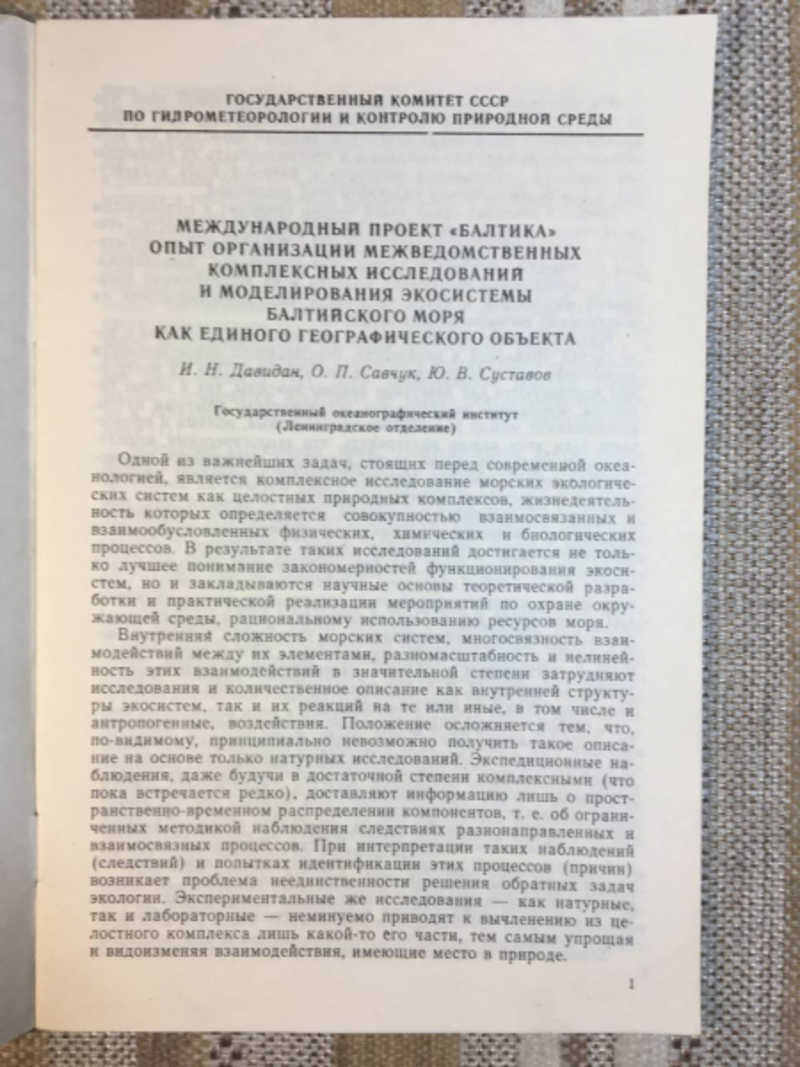 ГОСУДАРСТВЕННЫЙ КОМИТЕТ СССР
ПО ГИДРОМЕТЕОРОЛОГИИ И КОНТРОЛЮ ПРИРОДНОЙ СРЕДЫ
МЕЖДУНАРОДНЫЙ ПРОЕКТ «БАЛТИКА»
ОПЫТ ОРГАНИЗАЦИИ МЕЖВЕДОМСТВЕННЫХ
КОМПЛЕКСНЫХ ИССЛЕДОВАНИЙ
И МОДЕЛИРОВАНИЯ ЭКОСИСТЕМЫ
БАЛТИЙСКОГО МОРЯ
КАК ЕДИНОГО ГЕОГРАФИЧЕСКОГО ОБЪЕКТА
И. Н. Давидан, О. П. Савчук, Ю. В. Суставов
Государственный океанографический институт
(Ленинградское отделение)
Одной из важнейших задач, стоящих перед современной океа-
нологией, является комплексное исследование морских экологиче-
ских систем как целостных природных комплексов, жизнедеятель-
ность которых определяется совокупностью взаимосвязанных и
взаимообусловленных физических, химических и биологических
процессов. В результате таких исследований достигается не толь-
ко лучшее понимание закономерностей функционирования экоси-
стем, но и закладываются научные основы теоретической разра-
ботки и практической реализации мероприятий по охране окру-
жающей среды, рациональному использованию ресурсов моря.
Внутренняя сложность морских систем, многосвязность взаи-
модействий между их элементами, разномасштабность и нелиней-
ность этих взаимодействий в значительной степени затрудняют
исследования и количественное описание как внутренней структу-
ры экосистем, так и их реакций на те или иные, в том числе и
антропогенные, воздействия. Положение осложняется тем, что,
по-видимому, принципиально невозможно получить такое описа-
ние на основе только натурных исследований. Экспедиционные на-
блюдения, даже будучи в достаточной степени комплексными (что
пока встречается редко), доставляют информацию лишь о прост-
ранственно-временном распределении компонентов, т. е. об ограни-
ченных методикой наблюдения следствиях разнонаправленных и
взаимосвязных процессов. При интерпретации таких наблюдений
(следствий) и попытках идентификации этих процессов (причин)
возникает проблема неединственности решения обратных задач
экологии. Экспериментальные же исследования — как натурные,
так и лабораторные — неминуемо приводят к вычленению из це-
лостного комплекса лишь какой-то его части, тем самым упрощая
и видоизменяя взаимодействия, имеющие место в природе.
1